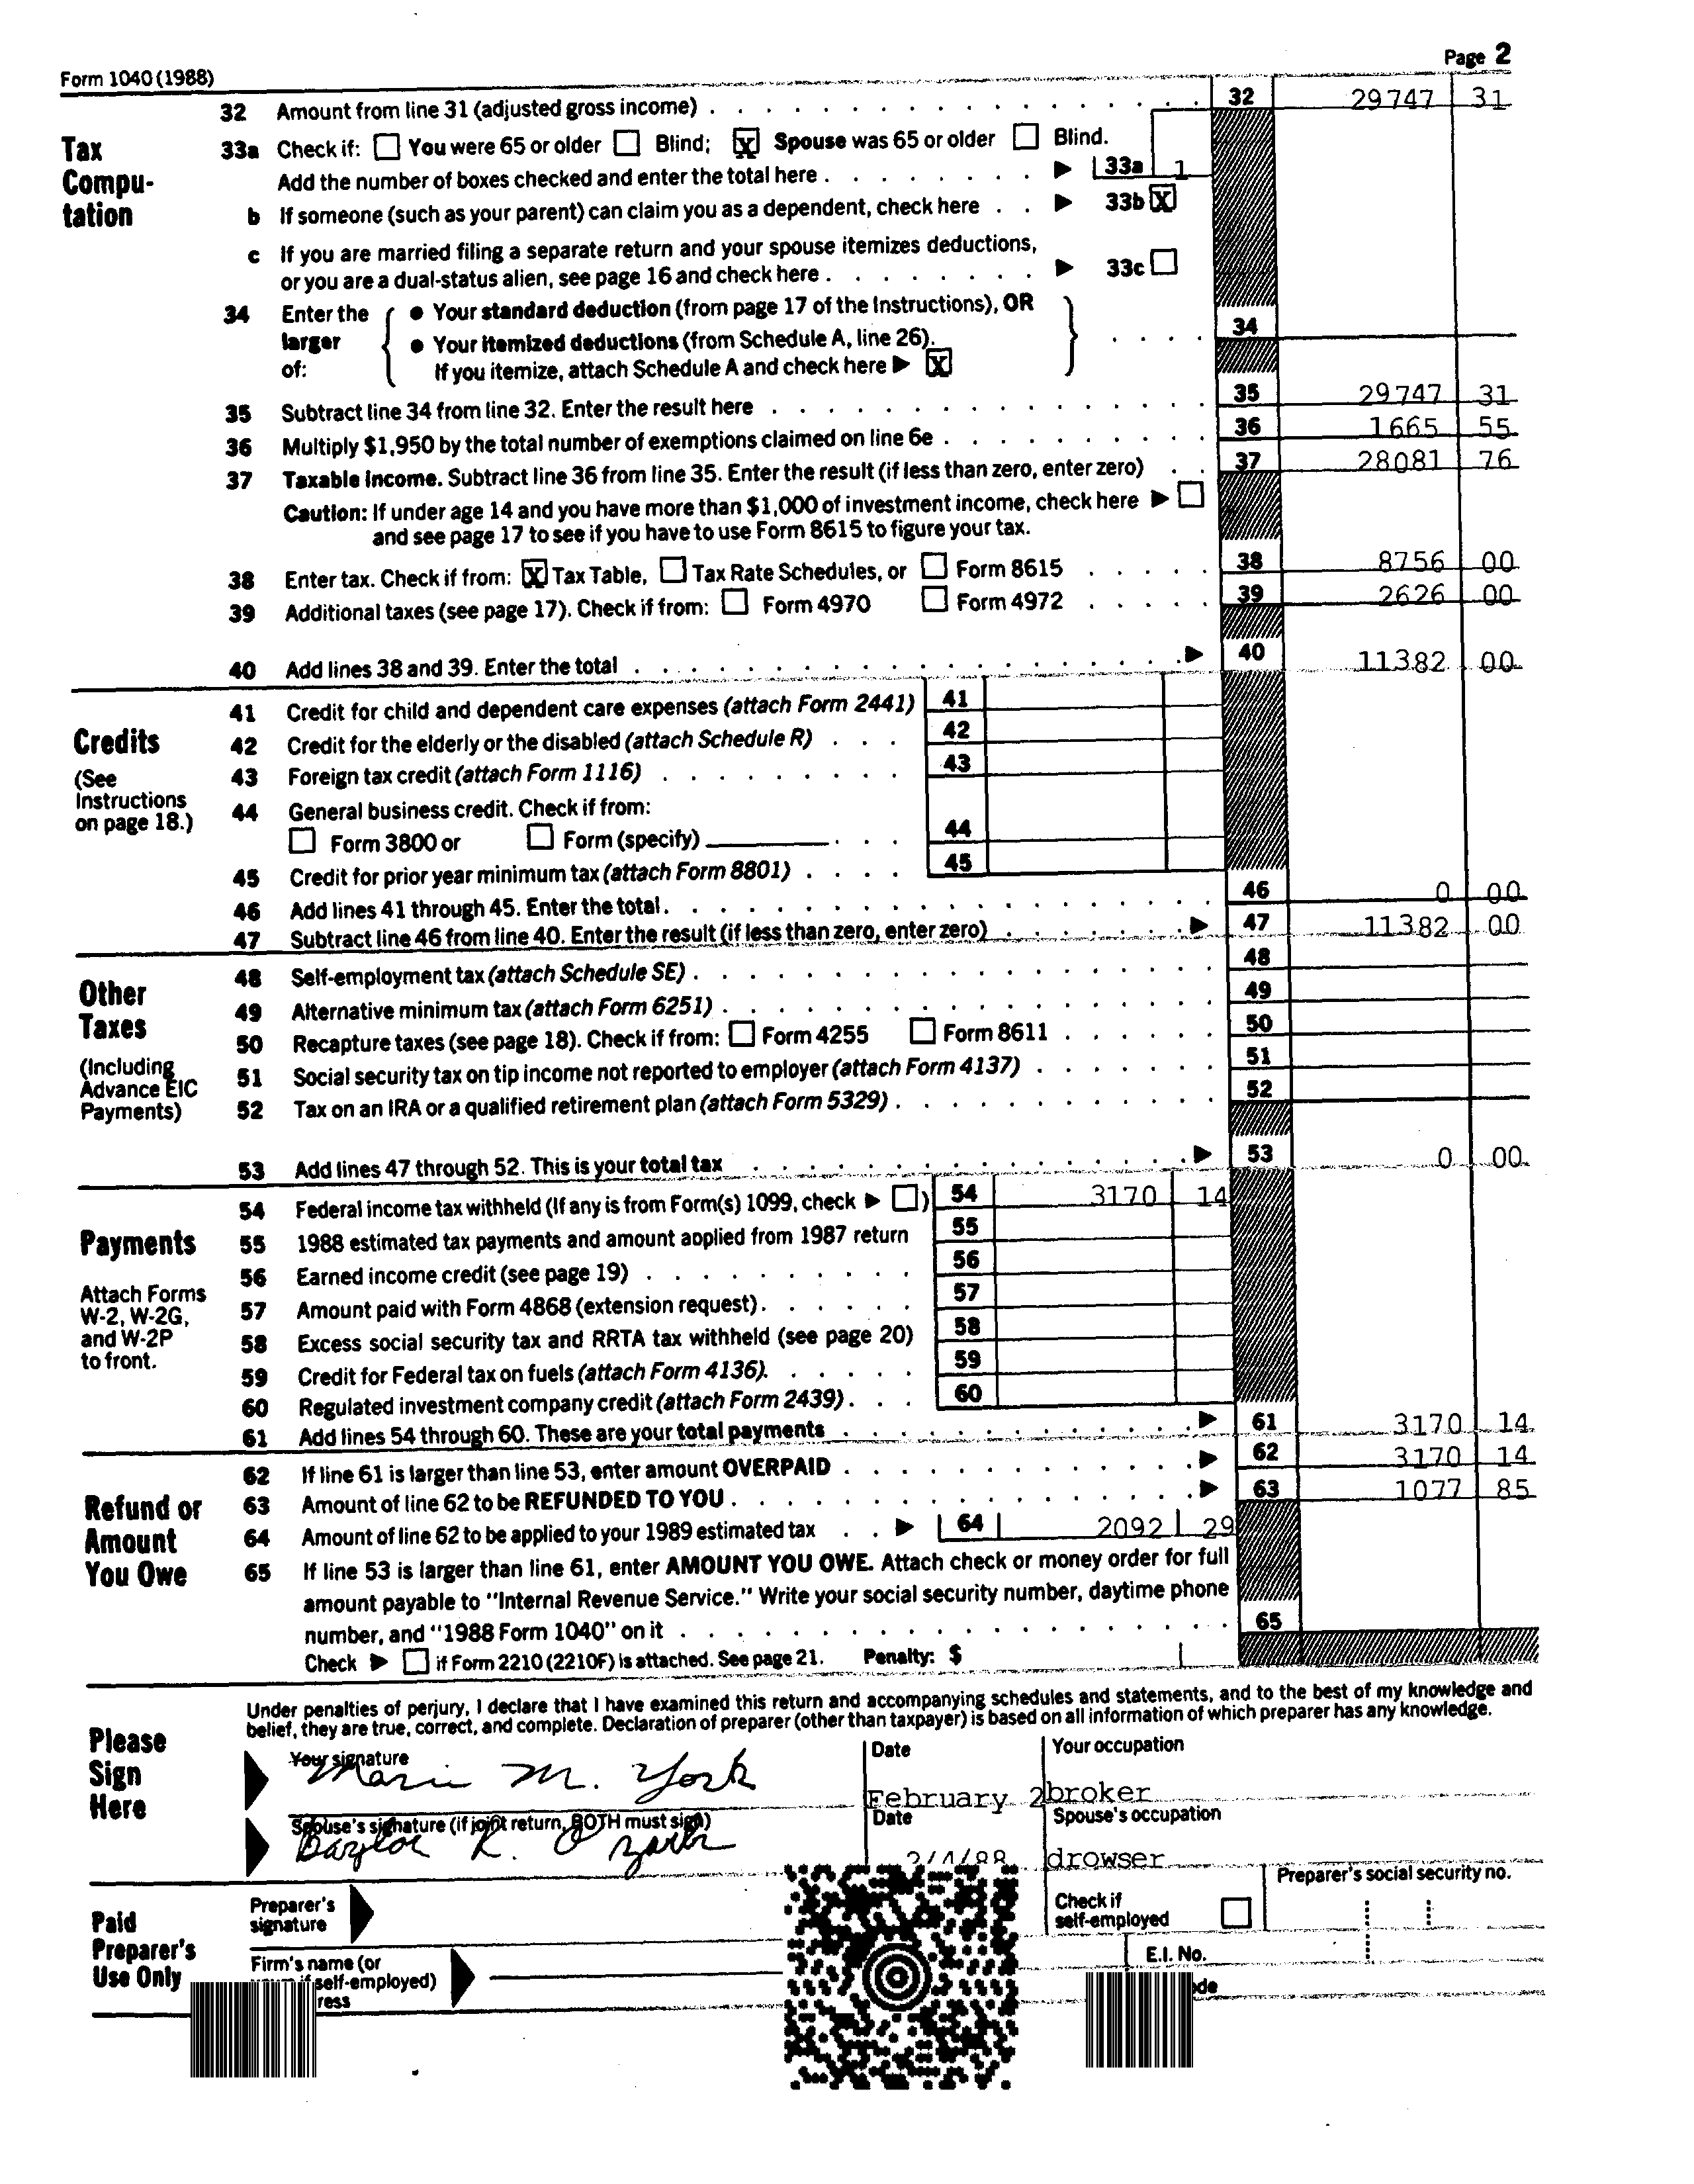 Form 1040 (1988) Page 2
32 Amount from line 31 (adjusted gross income) 32 29747 31
Tax Compu-tation
33a Check if: You were 65 or older Blind; X Spouse was 65 or older Blind.
Add the number of boxes checked and enter the total here 33a 1
b If someone (such as your parent) can claim you as a dependent, check here 33b X
c If you are married filing a separate return and your spouse itemizes deductions,
or you are a dual-status alien, see page 16 and check here 33c
34 Enter the larger of:
• Your standard deduction (from page 17 of the Instructions), OR
• Your itemized deductions (from Schedule A, line 26).
If you itemize, attach Schedule A and check here X
34
35 Subtract line 34 from line 32. Enter the result here 35 29747 31
36 Multiply $1,950 by the total number of exemptions claimed on line 6e 36 1665 55
37 Taxable income. Subtract line 36 from line 35. Enter the result (if less than zero, enter zero) 37 28081 76
Caution: If under age 14 and you have more than $1,000 of investment income, check here
and see page 17 to see if you have to use Form 8615 to figure your tax.
38 Enter tax. Check if from: X Tax Table, Tax Rate Schedules, or Form 8615 38 8756 00
39 Additional taxes (see page 17). Check if from: Form 4970 Form 4972 39 2626 00
40 Add lines 38 and 39. Enter the total 40 11382 00
Credits
(See Instructions on page 18.)
41 Credit for child and dependent care expenses (attach Form 2441) 41
42 Credit for the elderly or the disabled (attach Schedule R) 42
43 Foreign tax credit (attach Form 1116) 43
44 General business credit. Check if from:
Form 3800 or Form (specify) 44
45 Credit for prior year minimum tax (attach Form 8801) 45
46 Add lines 41 through 45. Enter the total 46 0 00
47 Subtract line 46 from line 40. Enter the result (if less than zero, enter zero) 47 11382 00
Other Taxes
(Including Advance EIC Payments)
48 Self-employment tax (attach Schedule SE) 48
49 Alternative minimum tax (attach Form 6251) 49
50 Recapture taxes (see page 18). Check if from: Form 4255 Form 8611 50
51 Social security tax on tip income not reported to employer (attach Form 4137) 51
52 Tax on an IRA or a qualified retirement plan (attach Form 5329) 52
53 Add lines 47 through 52. This is your total tax 53 0 00
Payments
Attach Forms W-2, W-2G, and W-2P to front.
54 Federal income tax withheld (If any is from Form(s) 1099, check ) 54 3170 14
55 1988 estimated tax payments and amount applied from 1987 return 55
56 Earned income credit (see page 19) 56
57 Amount paid with Form 4868 (extension request) 57
58 Excess social security tax and RRTA tax withheld (see page 20) 58
59 Credit for Federal tax on fuels (attach Form 4136) 59
60 Regulated investment company credit (attach Form 2439) 60
61 Add lines 54 through 60. These are your total payments 61 3170 14
Refund or Amount You Owe
62 If line 61 is larger than line 53, enter amount OVERPAID 62 3170 14
63 Amount of line 62 to be REFUNDED TO YOU 63 1077 85
64 Amount of line 62 to be applied to your 1989 estimated tax 64 2092 29
65 If line 53 is larger than line 61, enter AMOUNT YOU OWE. Attach check or money order for full
amount payable to "Internal Revenue Service." Write your social security number, daytime phone
number, and "1988 Form 1040" on it 65
Check if Form 2210 (2210F) is attached. See page 21. Penalty: $
Please Sign Here
Under penalties of perjury, I declare that I have examined this return and accompanying schedules and statements, and to the best of my knowledge and
belief, they are true, correct, and complete. Declaration of preparer (other than taxpayer) is based on all information of which preparer has any knowledge.
Your signature Date Your occupation
Marie M. York February 2 broker
Spouse's signature (if joint return, BOTH must sign) Date Spouse's occupation
2/4/88 drowser
Paid Preparer's Use Only
Preparer's signature
Check if self-employed
Preparer's social security no.
Firm's name (or
if self-employed)
E.I. No.